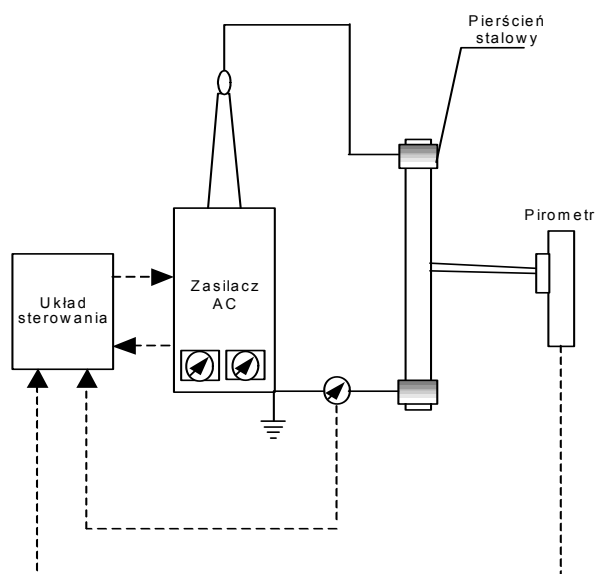 Pierścień
stalowy
Pirometr
Zasilacz
AC
Układ
sterowania